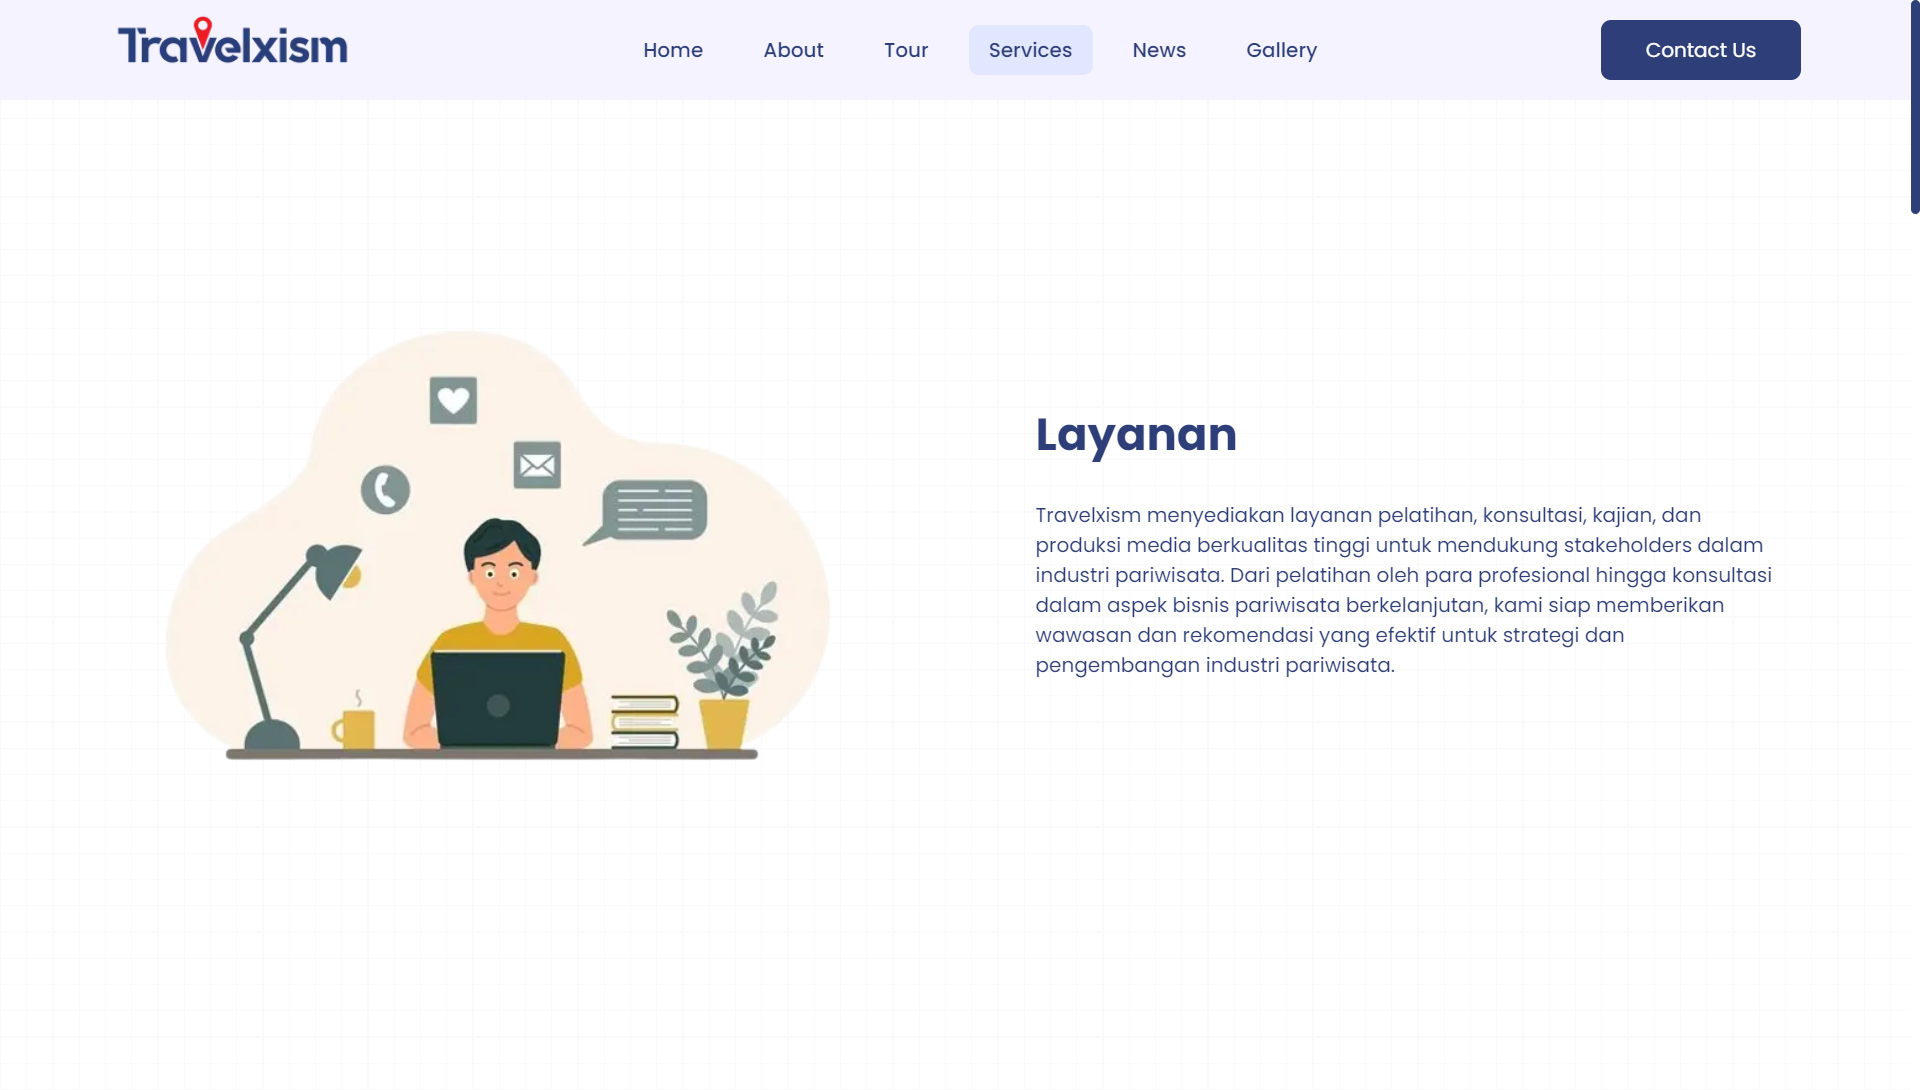 Travelxism
Home About Tour Services News Gallery
Contact Us
Layanan
Travelxism menyediakan layanan pelatihan, konsultasi, kajian, dan
produksi media berkualitas tinggi untuk mendukung stakeholders dalam
industri pariwisata. Dari pelatihan oleh para profesional hingga konsultasi
dalam aspek bisnis pariwisata berkelanjutan, kami siap memberikan
wawasan dan rekomendasi yang efektif untuk strategi dan
pengembangan industri pariwisata.